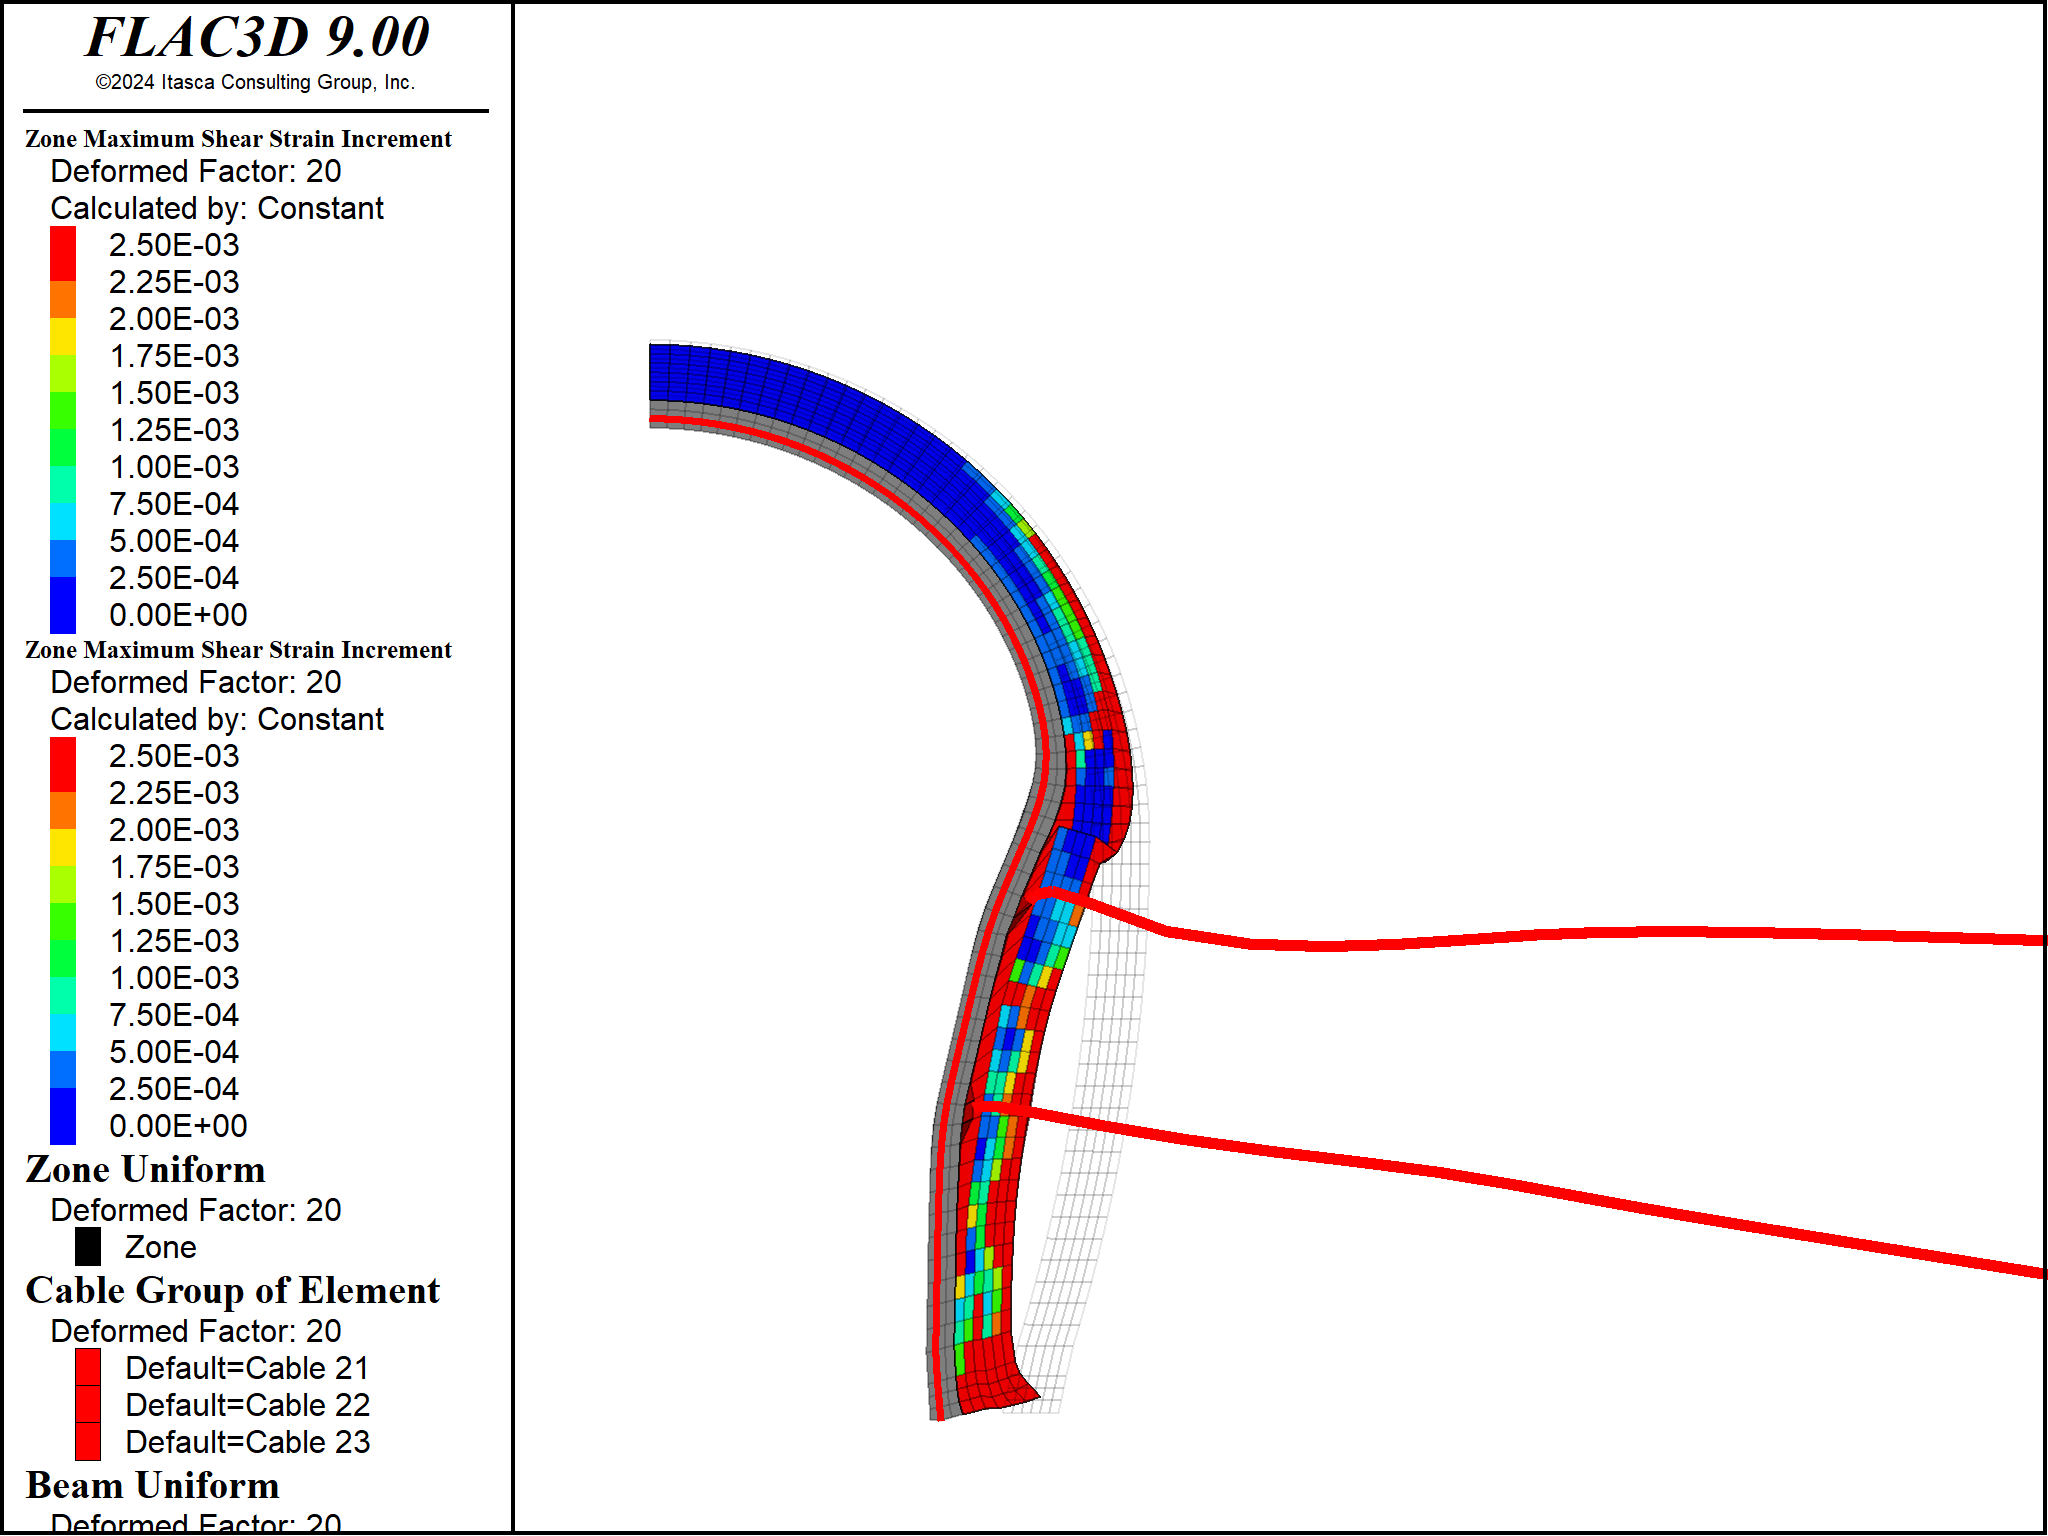 FLAC3D 9.00
©2024 Itasca Consulting Group, Inc.
Zone Maximum Shear Strain Increment
Deformed Factor: 20
Calculated by: Constant
2.50E-03
2.25E-03
2.00E-03
1.75E-03
1.50E-03
1.25E-03
1.00E-03
7.50E-04
5.00E-04
2.50E-04
0.00E+00
Zone Maximum Shear Strain Increment
Deformed Factor: 20
Calculated by: Constant
2.50E-03
2.25E-03
2.00E-03
1.75E-03
1.50E-03
1.25E-03
1.00E-03
7.50E-04
5.00E-04
2.50E-04
0.00E+00
Zone Uniform
Deformed Factor: 20
Zone
Cable Group of Element
Deformed Factor: 20
Default=Cable 21
Default=Cable 22
Default=Cable 23
Beam Uniform
Deformed Factor: 20